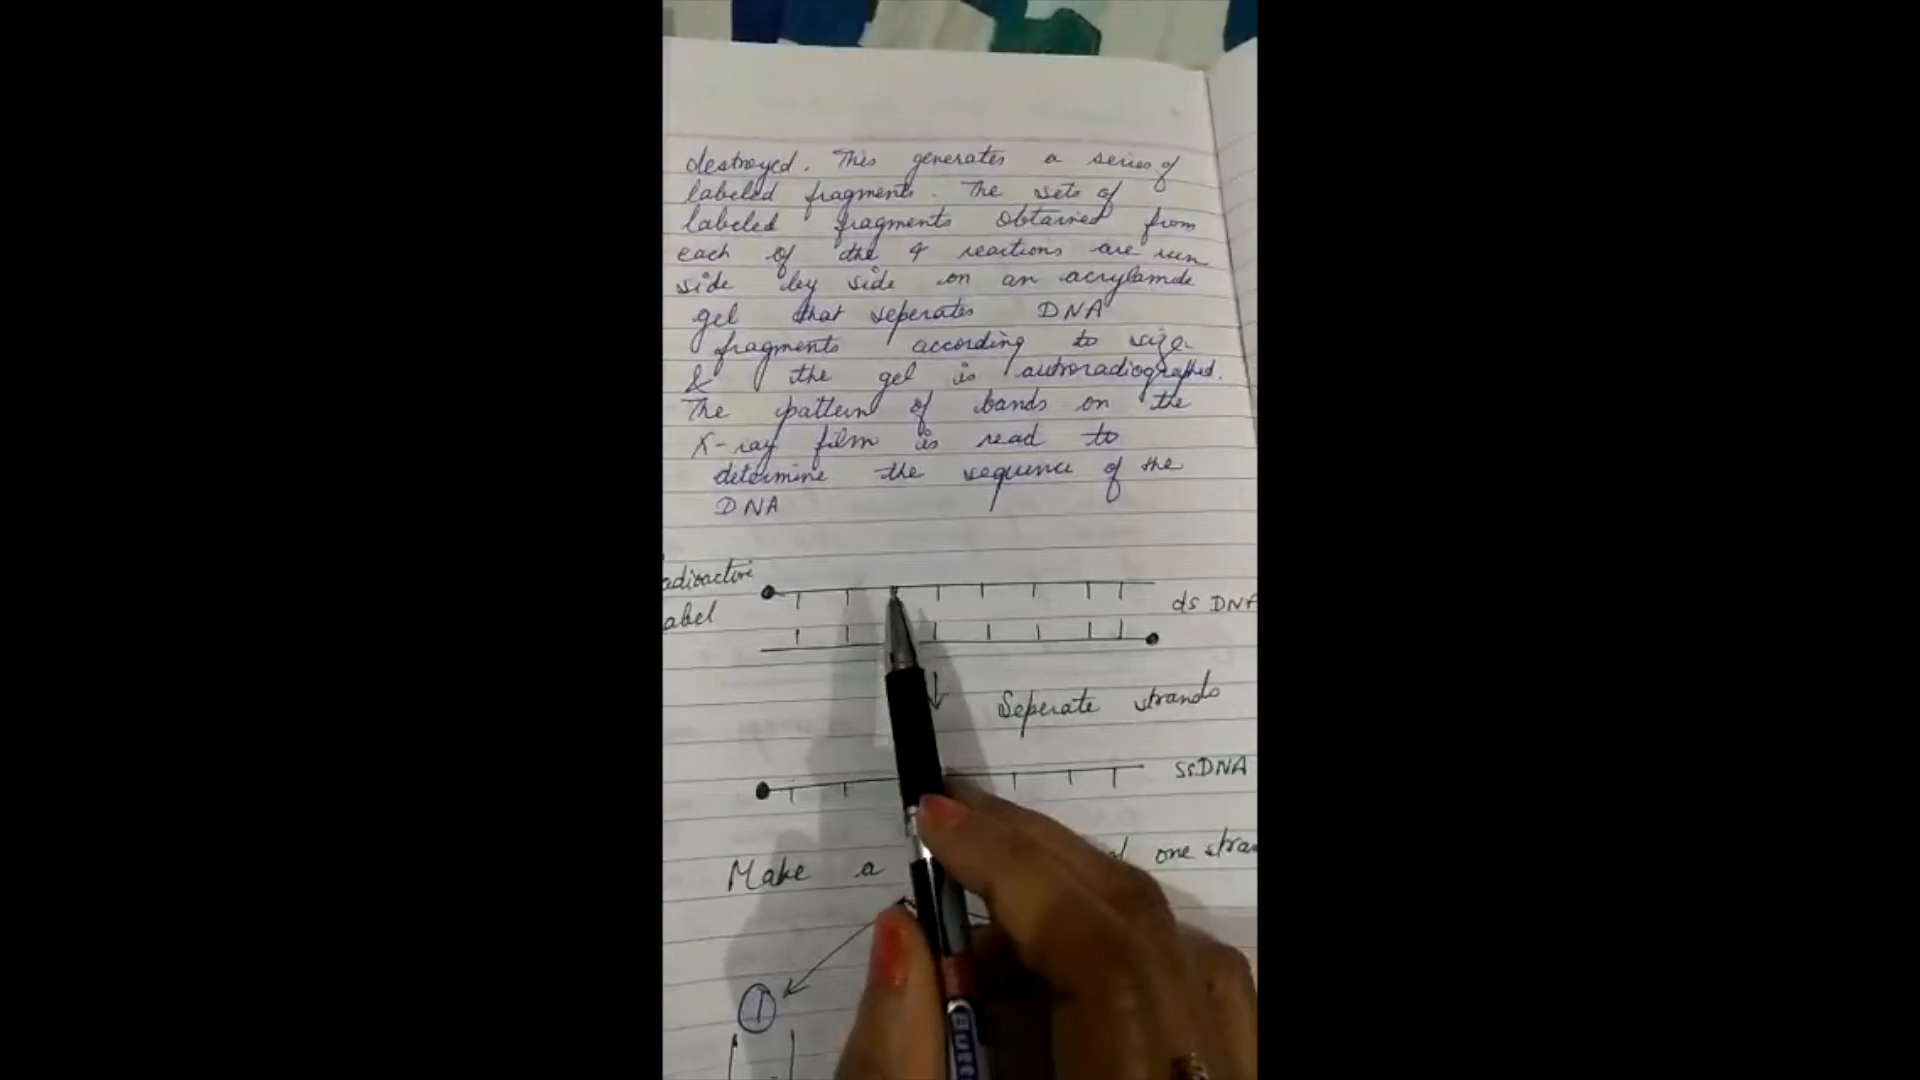 destroyed. This generates a series of
labeled fragments. The sets of
labeled fragments obtained from
each of the 4 reactions are run
side by side on an acrylamde
gel that seperates DNA
fragments according to size
& the gel is autoradiographed.
The pattern of bands on the
X-ray film is read to
determine the sequence of the
DNA
adioactive
abel
ds DNA
Seperate strands
ssDNA
Make a
one stra
1